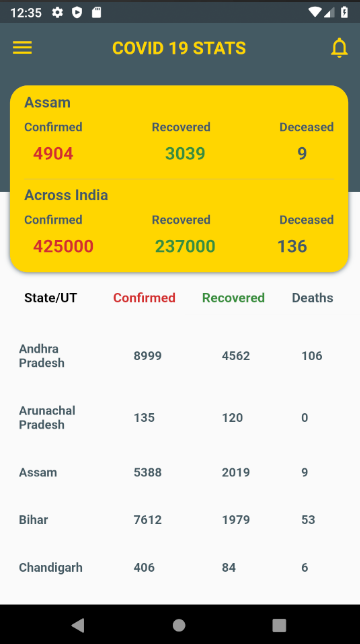 12:35
COVID 19 STATS
Assam
Confirmed Recovered Deceased
4904 3039 9
Across India
Confirmed Recovered Deceased
425000 237000 136
State/UT Confirmed Recovered Deaths
Andhra
Pradesh 8999 4562 106
Arunachal
Pradesh 135 120 0
Assam 5388 2019 9
Bihar 7612 1979 53
Chandigarh 406 84 6